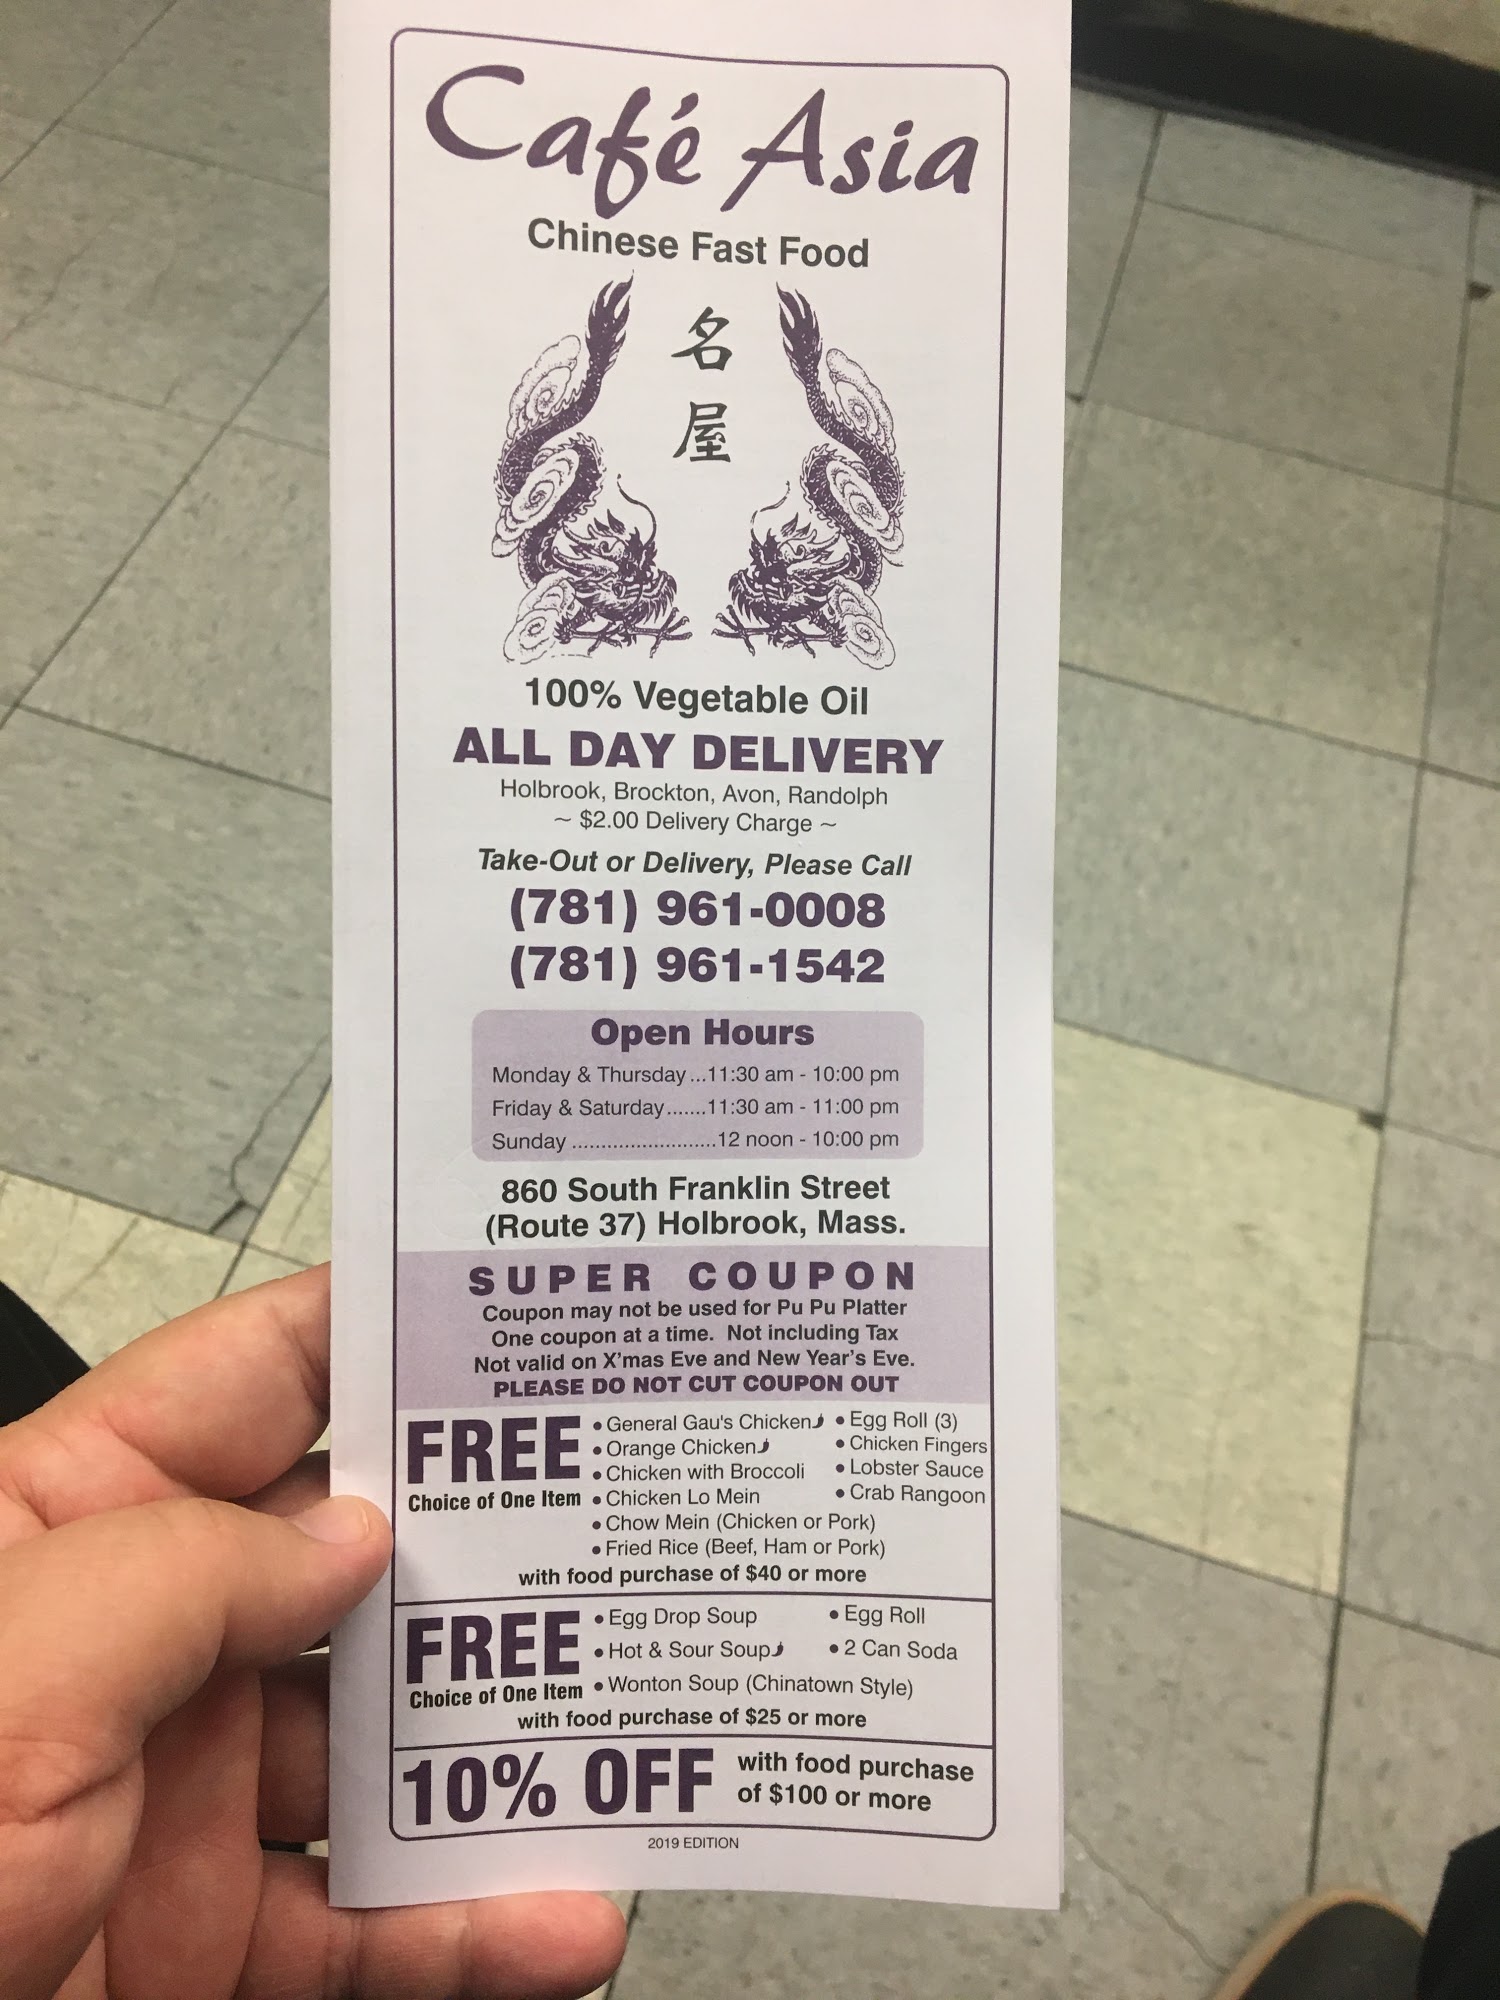 Café Asia
Chinese Fast Food
名
屋
100% Vegetable Oil
ALL DAY DELIVERY
Holbrook, Brockton, Avon, Randolph
~ $2.00 Delivery Charge ~
Take-Out or Delivery, Please Call
(781) 961-0008
(781) 961-1542
Open Hours
Monday & Thursday...11:30 am - 10:00 pm
Friday & Saturday.......11:30 am - 11:00 pm
Sunday .........................12 noon - 10:00 pm
860 South Franklin Street
(Route 37) Holbrook, Mass.
SUPER COUPON
Coupon may not be used for Pu Pu Platter
One coupon at a time. Not including Tax
Not valid on X'mas Eve and New Year's Eve.
PLEASE DO NOT CUT COUPON OUT
FREE
Choice of One Item
• General Gau's Chicken • Egg Roll (3)
• Orange Chicken • Chicken Fingers
• Chicken with Broccoli • Lobster Sauce
• Chicken Lo Mein • Crab Rangoon
• Chow Mein (Chicken or Pork)
• Fried Rice (Beef, Ham or Pork)
with food purchase of $40 or more
FREE
Choice of One Item
• Egg Drop Soup • Egg Roll
• Hot & Sour Soup • 2 Can Soda
• Wonton Soup (Chinatown Style)
with food purchase of $25 or more
10% OFF
with food purchase
of $100 or more
2019 EDITION